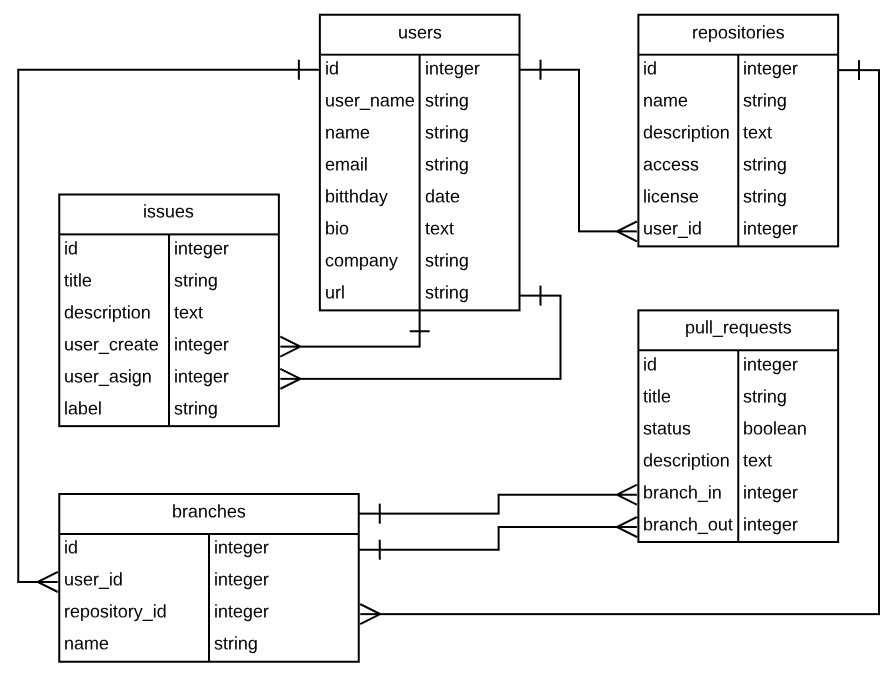 users
id integer
user_name string
name string
email string
bitthday date
bio text
company string
url string
repositories
id integer
name string
description text
access string
license string
user_id integer
issues
id integer
title string
description text
user_create integer
user_asign integer
label string
pull_requests
id integer
title string
status boolean
description text
branch_in integer
branch_out integer
branches
id integer
user_id integer
repository_id integer
name string